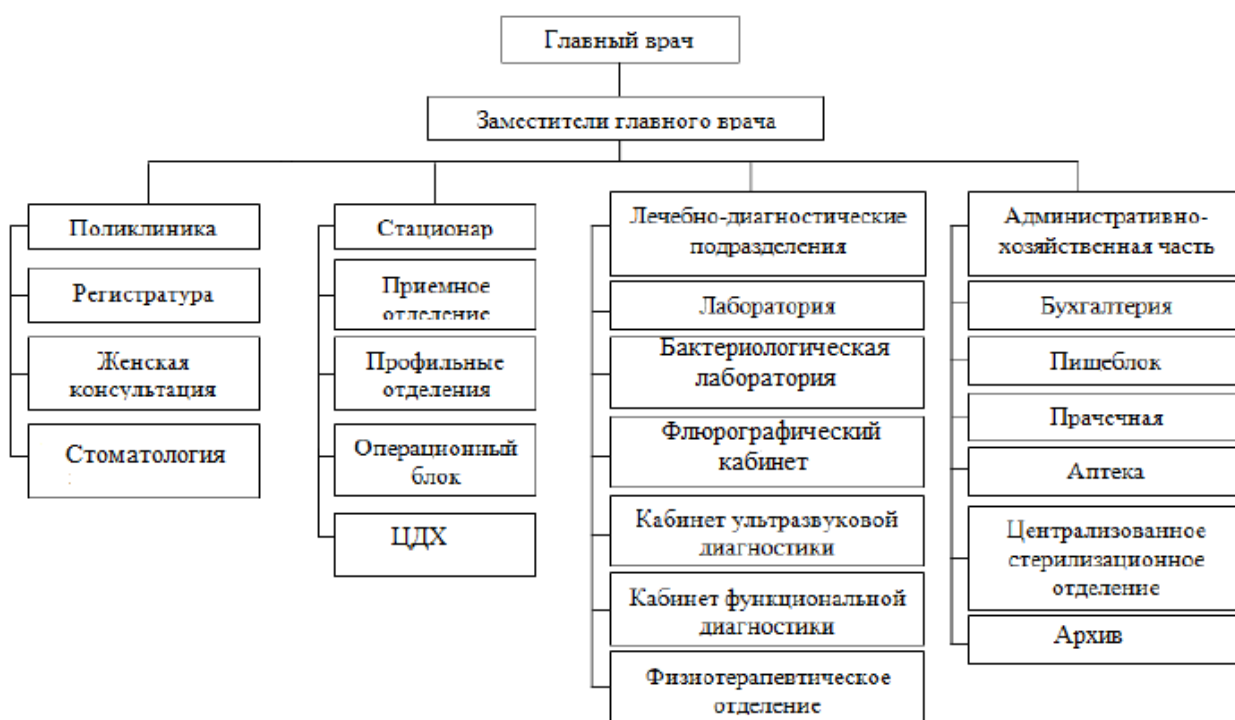 Главный врач
Заместители главного врача
Поликлиника
Регистратура
Женская
консультация
Стоматология
Стационар
Приемное
отделение
Профильные
отделения
Операционный
блок
ЦДХ
Лечебно-диагностические
подразделения
Лаборатория
Бактериологическая
лаборатория
Флюрографический
кабинет
Кабинет ультразвуковой
диагностики
Кабинет функциональной
диагностики
Физиотерапевтическое
отделение
Административно-
хозяйственная часть
Бухгалтерия
Пищеблок
Прачечная
Аптека
Централизованное
стерилизационное
отделение
Архив